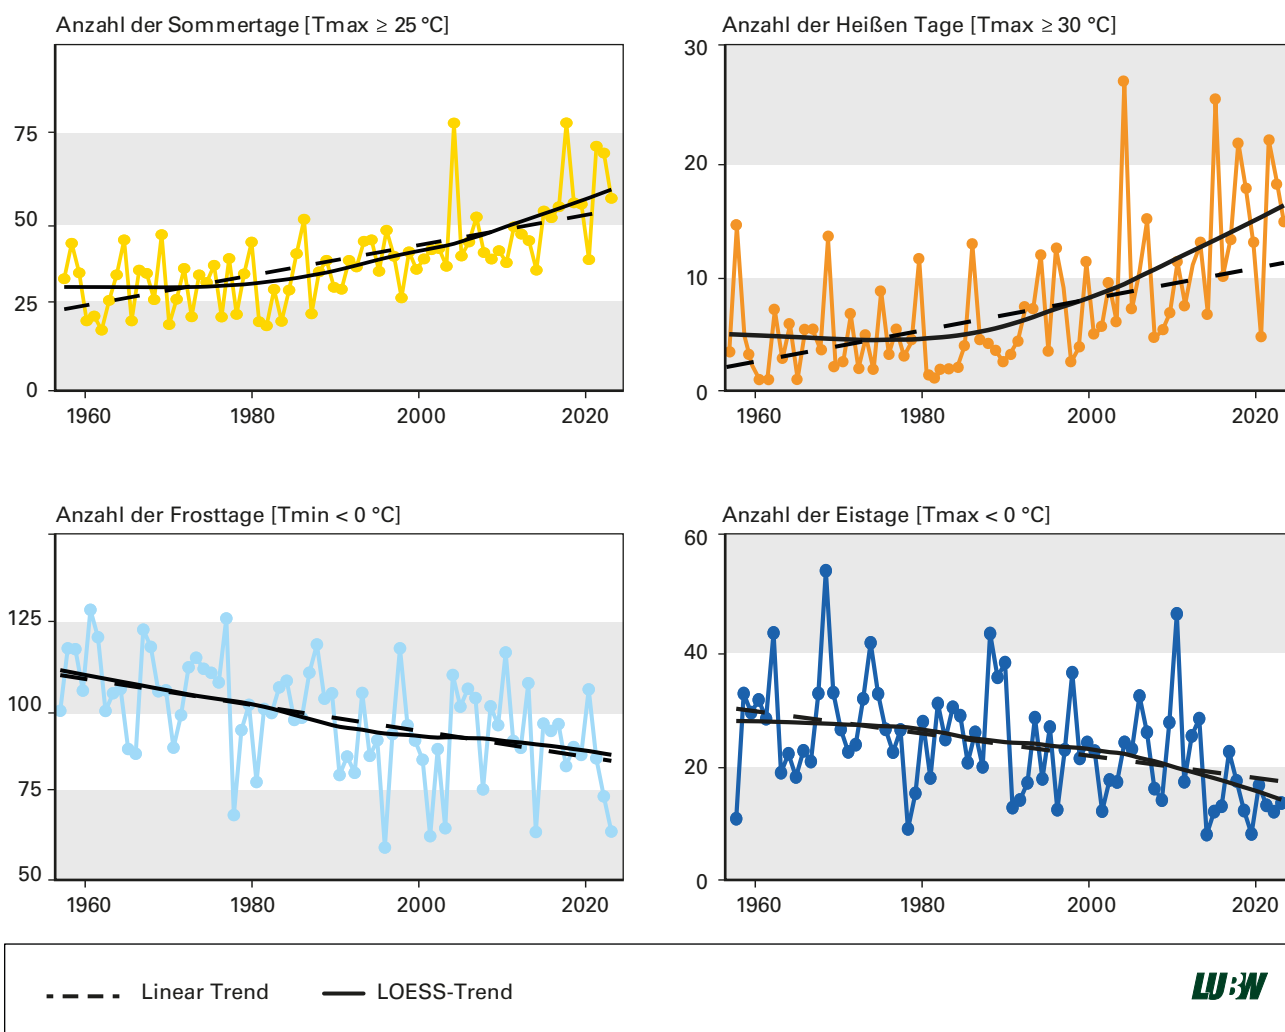 Anzahl der Sommertage [Tmax ≥ 25 °C]
75
50
25
0
1960 1980 2000 2020
Anzahl der Heißen Tage [Tmax ≥ 30 °C]
30
20
10
0
1960 1980 2000 2020
Anzahl der Frosttage [Tmin < 0 °C]
125
100
75
50
1960 1980 2000 2020
Anzahl der Eistage [Tmax < 0 °C]
60
40
20
0
1960 1980 2000 2020
Linear Trend LOESS-Trend
LUBW